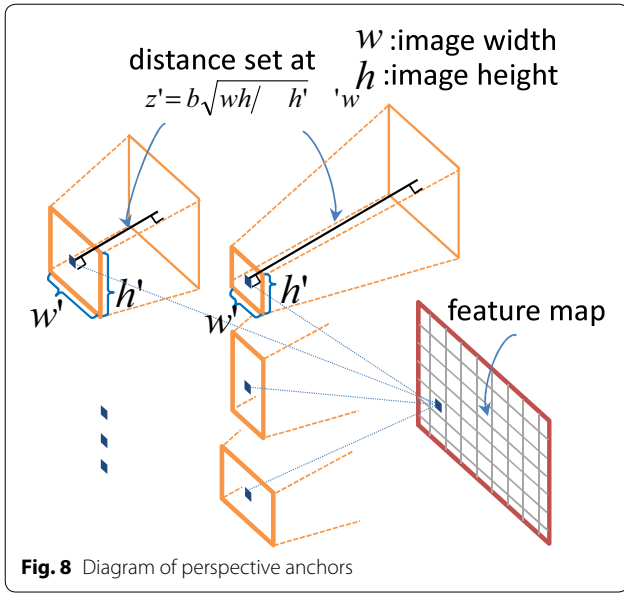 distance set at
z'= b√wh/ h' 'w
w :image width
h :image height
w' h'
w' h'
feature map
Fig. 8 Diagram of perspective anchors